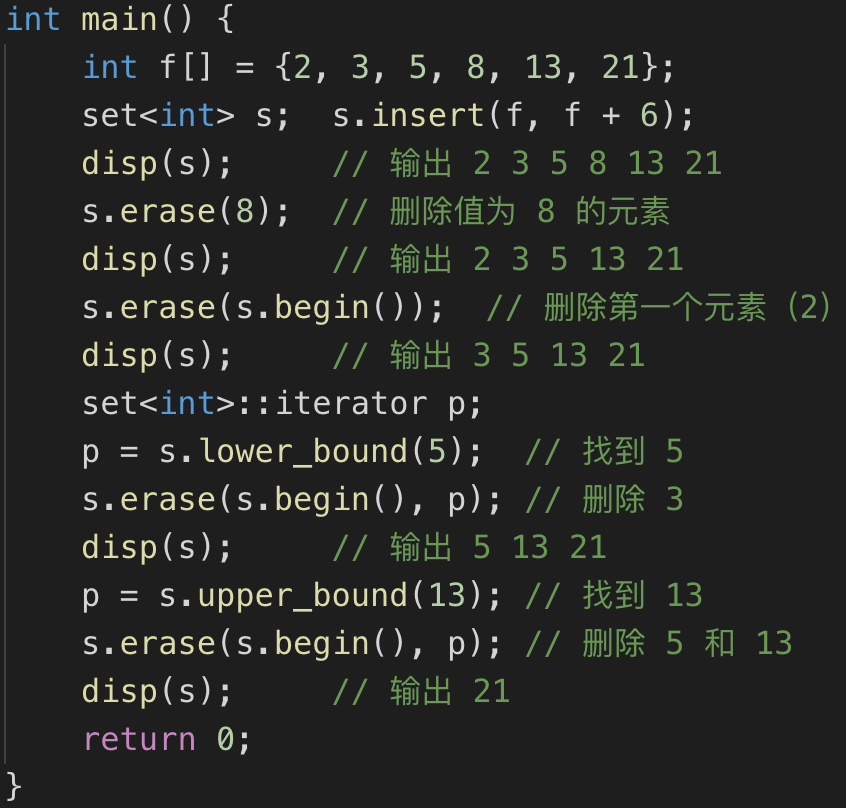 int main() {
    int f[] = {2, 3, 5, 8, 13, 21};
    set<int> s;  s.insert(f, f + 6);
    disp(s);     // 输出 2 3 5 8 13 21
    s.erase(8);  // 删除值为 8 的元素
    disp(s);     // 输出 2 3 5 13 21
    s.erase(s.begin());  // 删除第一个元素 (2)
    disp(s);     // 输出 3 5 13 21
    set<int>::iterator p;
    p = s.lower_bound(5);  // 找到 5
    s.erase(s.begin(), p); // 删除 3
    disp(s);     // 输出 5 13 21
    p = s.upper_bound(13); // 找到 13
    s.erase(s.begin(), p); // 删除 5 和 13
    disp(s);     // 输出 21
    return 0;
}